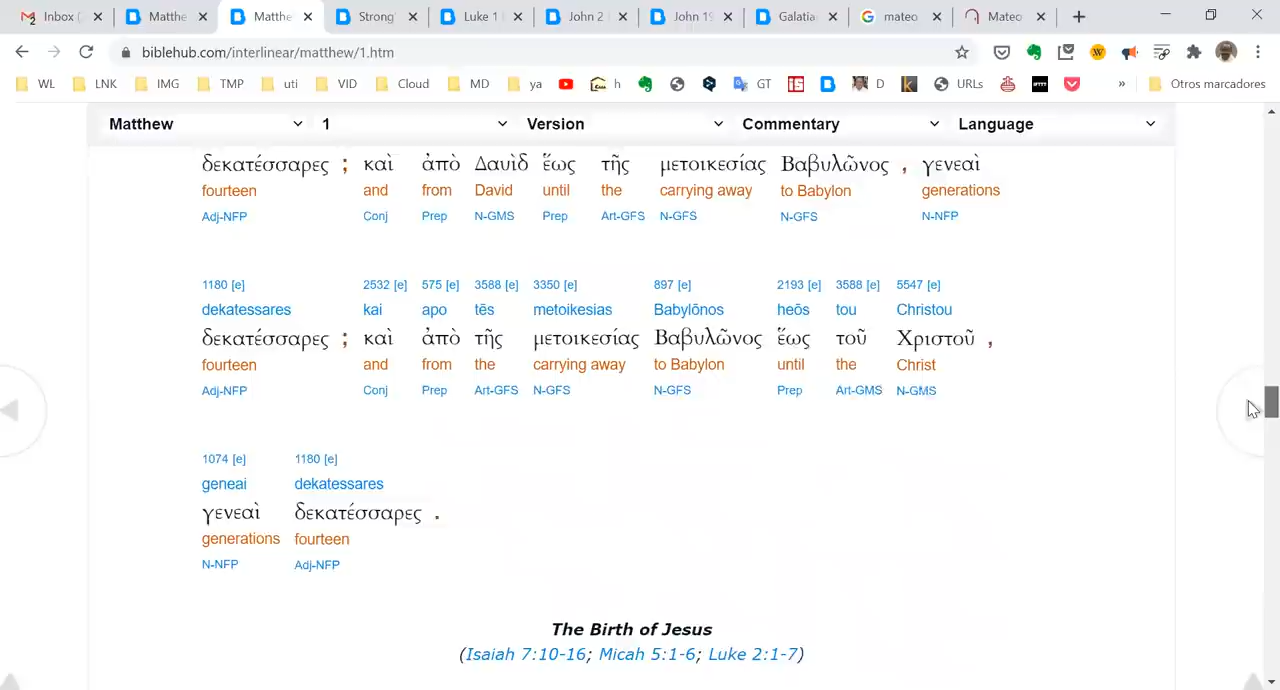 Inbox (
Matthe
Matthe
Strong'
Luke 1
John 2
John 19
Galatia
mateo
Mateo
biblehub.com/interlinear/matthew/1.htm
WL LNK IMG TMP uti VID Cloud MD ya h GT D URLs » Otros marcadores
Matthew 1 Version Commentary Language
δεκατέσσαρες ; καὶ ἀπὸ Δαυὶδ ἕως τῆς μετοικεσίας Βαβυλῶνος , γενεαὶ
fourteen and from David until the carrying away to Babylon generations
Adj-NFP Conj Prep N-GMS Prep Art-GFS N-GFS N-GFS N-NFP
1180 [e] 2532 [e] 575 [e] 3588 [e] 3350 [e] 897 [e] 2193 [e] 3588 [e] 5547 [e]
dekatessares kai apo tēs metoikesias Babylōnos heōs tou Christou
δεκατέσσαρες ; καὶ ἀπὸ τῆς μετοικεσίας Βαβυλῶνος ἕως τοῦ Χριστοῦ ,
fourteen and from the carrying away to Babylon until the Christ
Adj-NFP Conj Prep Art-GFS N-GFS N-GFS Prep Art-GMS N-GMS
1074 [e] 1180 [e]
geneai dekatessares
γενεαὶ δεκατέσσαρες .
generations fourteen
N-NFP Adj-NFP
The Birth of Jesus
(Isaiah 7:10-16; Micah 5:1-6; Luke 2:1-7)